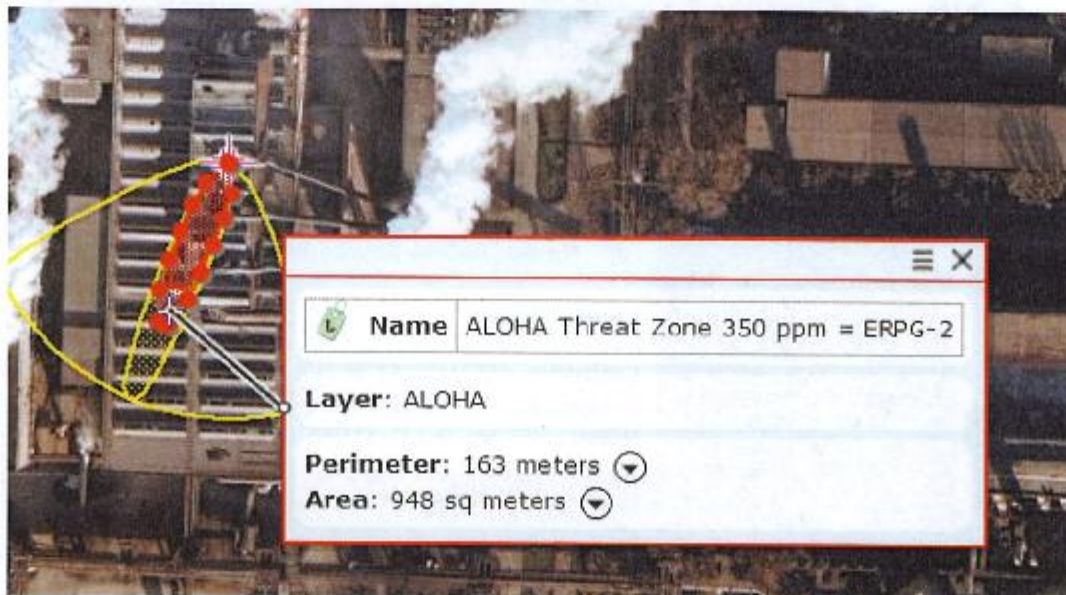 L Name ALOHA Threat Zone 350 ppm = ERPG-2
Layer: ALOHA
Perimeter: 163 meters
Area: 948 sq meters